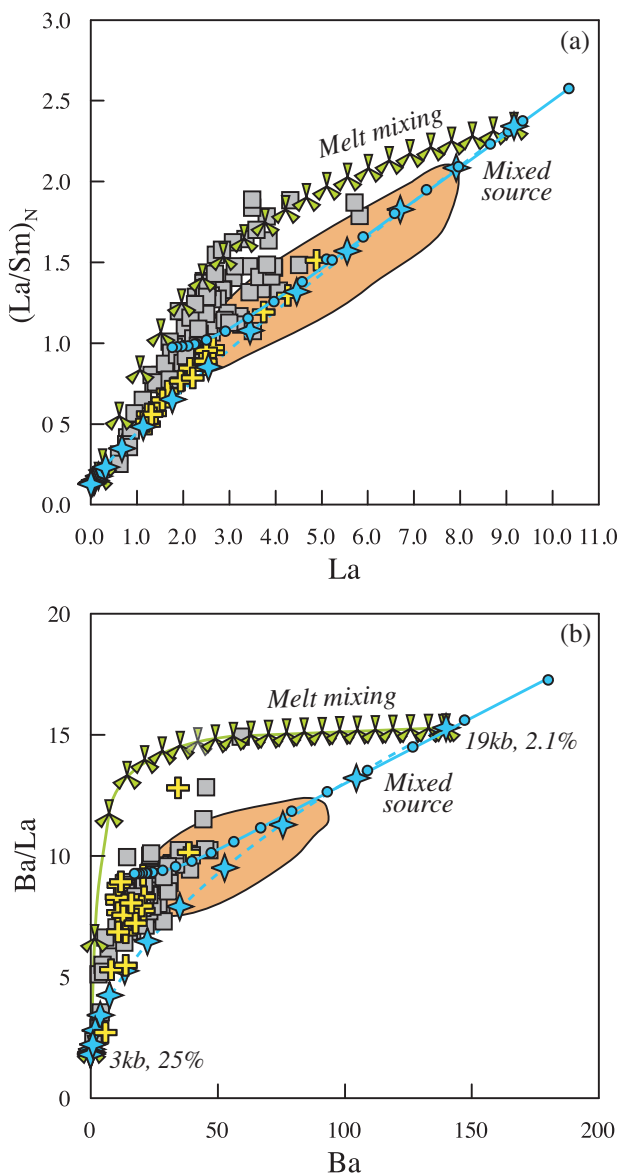 3.0
(a)
2.5
Melt mixing
2.0
Mixed
source
(La/Sm)N
1.5
1.0
0.5
0.0
0.0 1.0 2.0 3.0 4.0 5.0 6.0 7.0 8.0 9.0 10.0 11.0
La
20
(b)
Melt mixing
15
19kb, 2.1%
Mixed
source
Ba/La
10
5
3kb, 25%
0
0 50 100 150 200
Ba